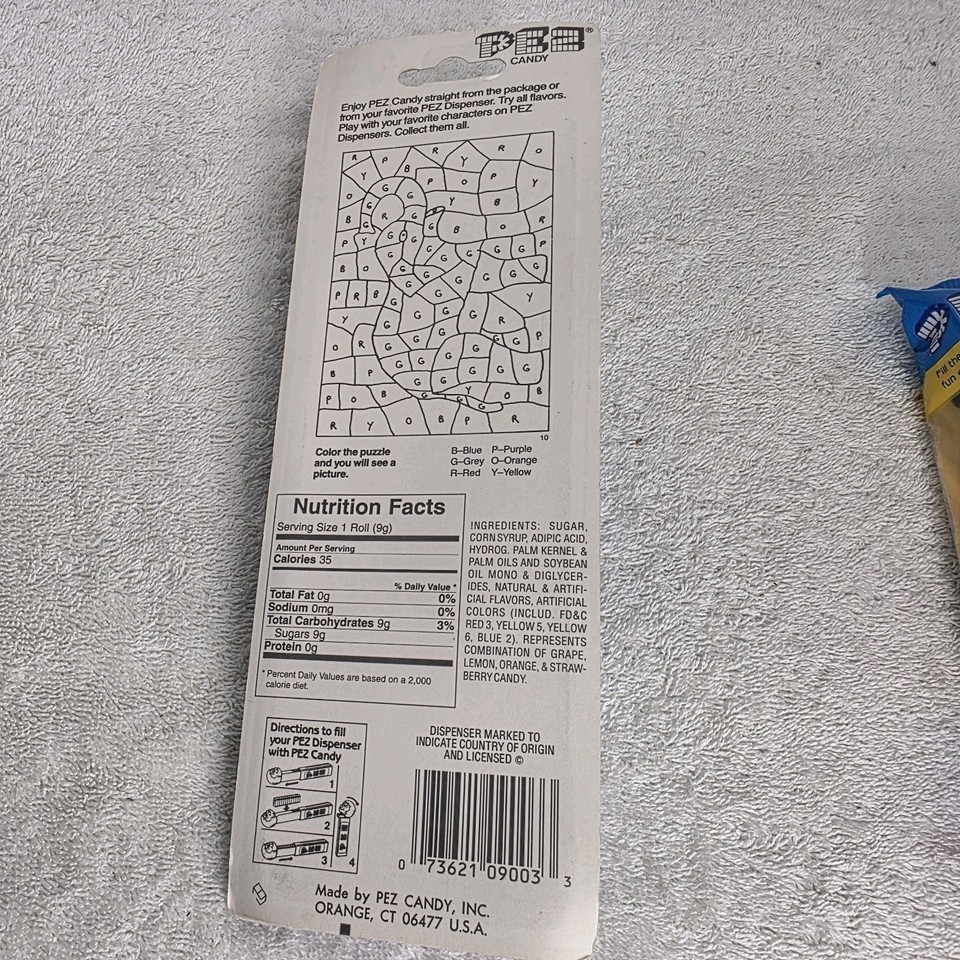 PEZ®
CANDY
Enjoy PEZ Candy straight from the package or
from your favorite PEZ Dispenser. Try all flavors.
Play with your favorite characters on PEZ
Dispensers. Collect them all.
10
Color the puzzle
and you will see a
picture.
B–Blue P–Purple
G–Grey O–Orange
R–Red Y–Yellow
Nutrition Facts
Serving Size 1 Roll (9g)
Amount Per Serving
Calories 35
% Daily Value *
Total Fat 0g 0%
Sodium 0mg 0%
Total Carbohydrates 9g 3%
Sugars 9g
Protein 0g
* Percent Daily Values are based on a 2,000
calorie diet.
INGREDIENTS: SUGAR,
CORN SYRUP, ADIPIC ACID,
HYDROG. PALM KERNEL &
PALM OILS AND SOYBEAN
OIL MONO & DIGLYCER-
IDES, NATURAL & ARTIFI-
CIAL FLAVORS, ARTIFICIAL
COLORS (INCLUD. FD&C
RED 3, YELLOW 5, YELLOW
6, BLUE 2). REPRESENTS
COMBINATION OF GRAPE,
LEMON, ORANGE, & STRAW-
BERRY CANDY.
Directions to fill
your PEZ Dispenser
with PEZ Candy
1
2
3
4
DISPENSER MARKED TO
INDICATE COUNTRY OF ORIGIN
AND LICENSED ©
0 73621 09003 3
Made by PEZ CANDY, INC.
ORANGE, CT 06477 U.S.A.
Fill the
fun